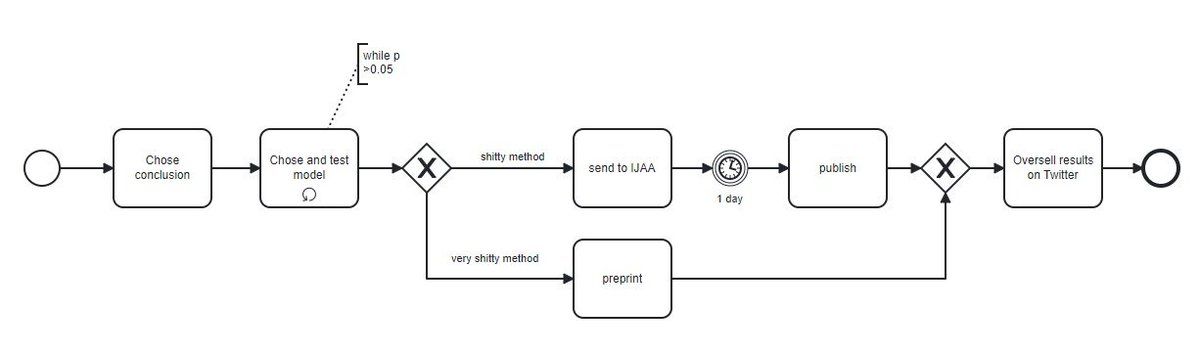 while p
>0.05
Chose
conclusion
Chose and test
model
shitty method
send to IJAA
1 day
publish
Oversell results
on Twitter
very shitty method
preprint